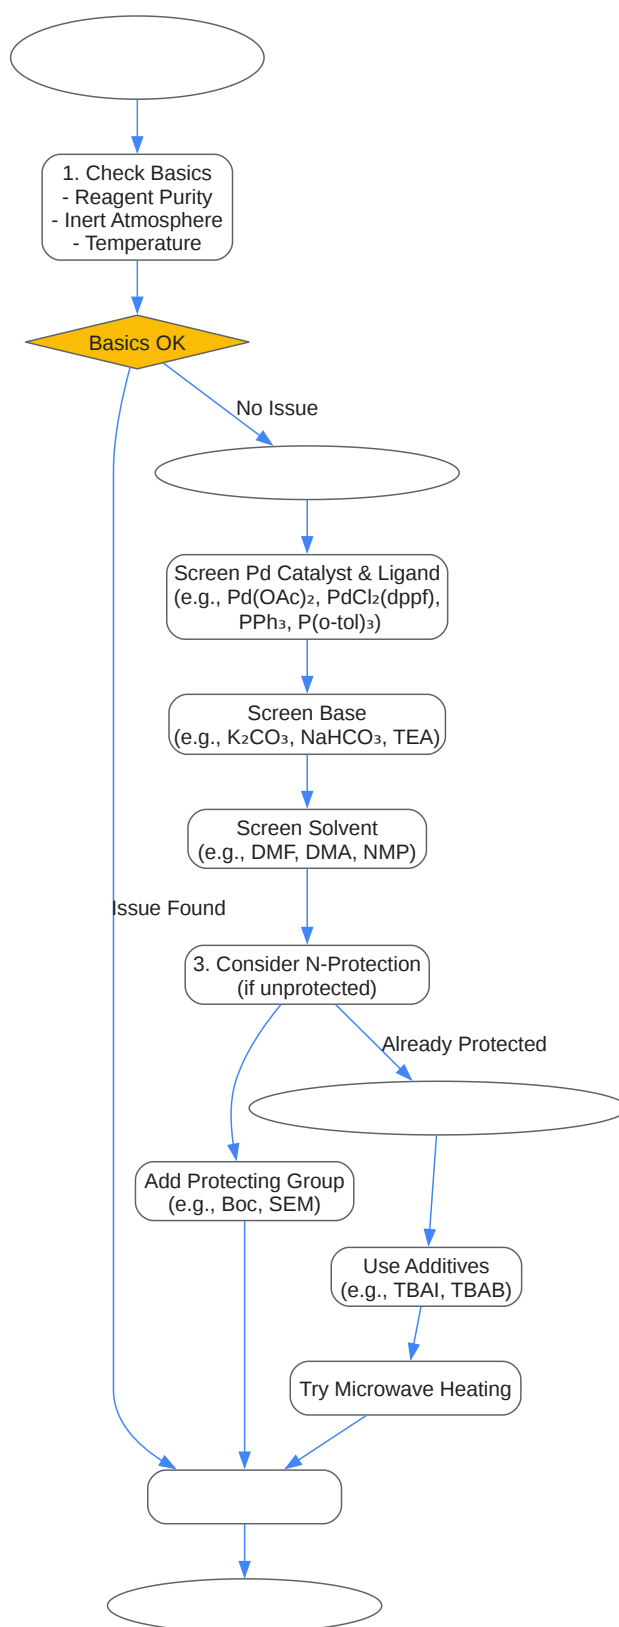 1. Check Basics
- Reagent Purity
- Inert Atmosphere
- Temperature
Basics OK
No Issue
Screen Pd Catalyst & Ligand
(e.g., Pd(OAc)₂, PdCl₂(dppf),
PPh₃, P(o-tol)₃)
Screen Base
(e.g., K₂CO₃, NaHCO₃, TEA)
Screen Solvent
(e.g., DMF, DMA, NMP)
Issue Found
3. Consider N-Protection
(if unprotected)
Already Protected
Add Protecting Group
(e.g., Boc, SEM)
Use Additives
(e.g., TBAI, TBAB)
Try Microwave Heating